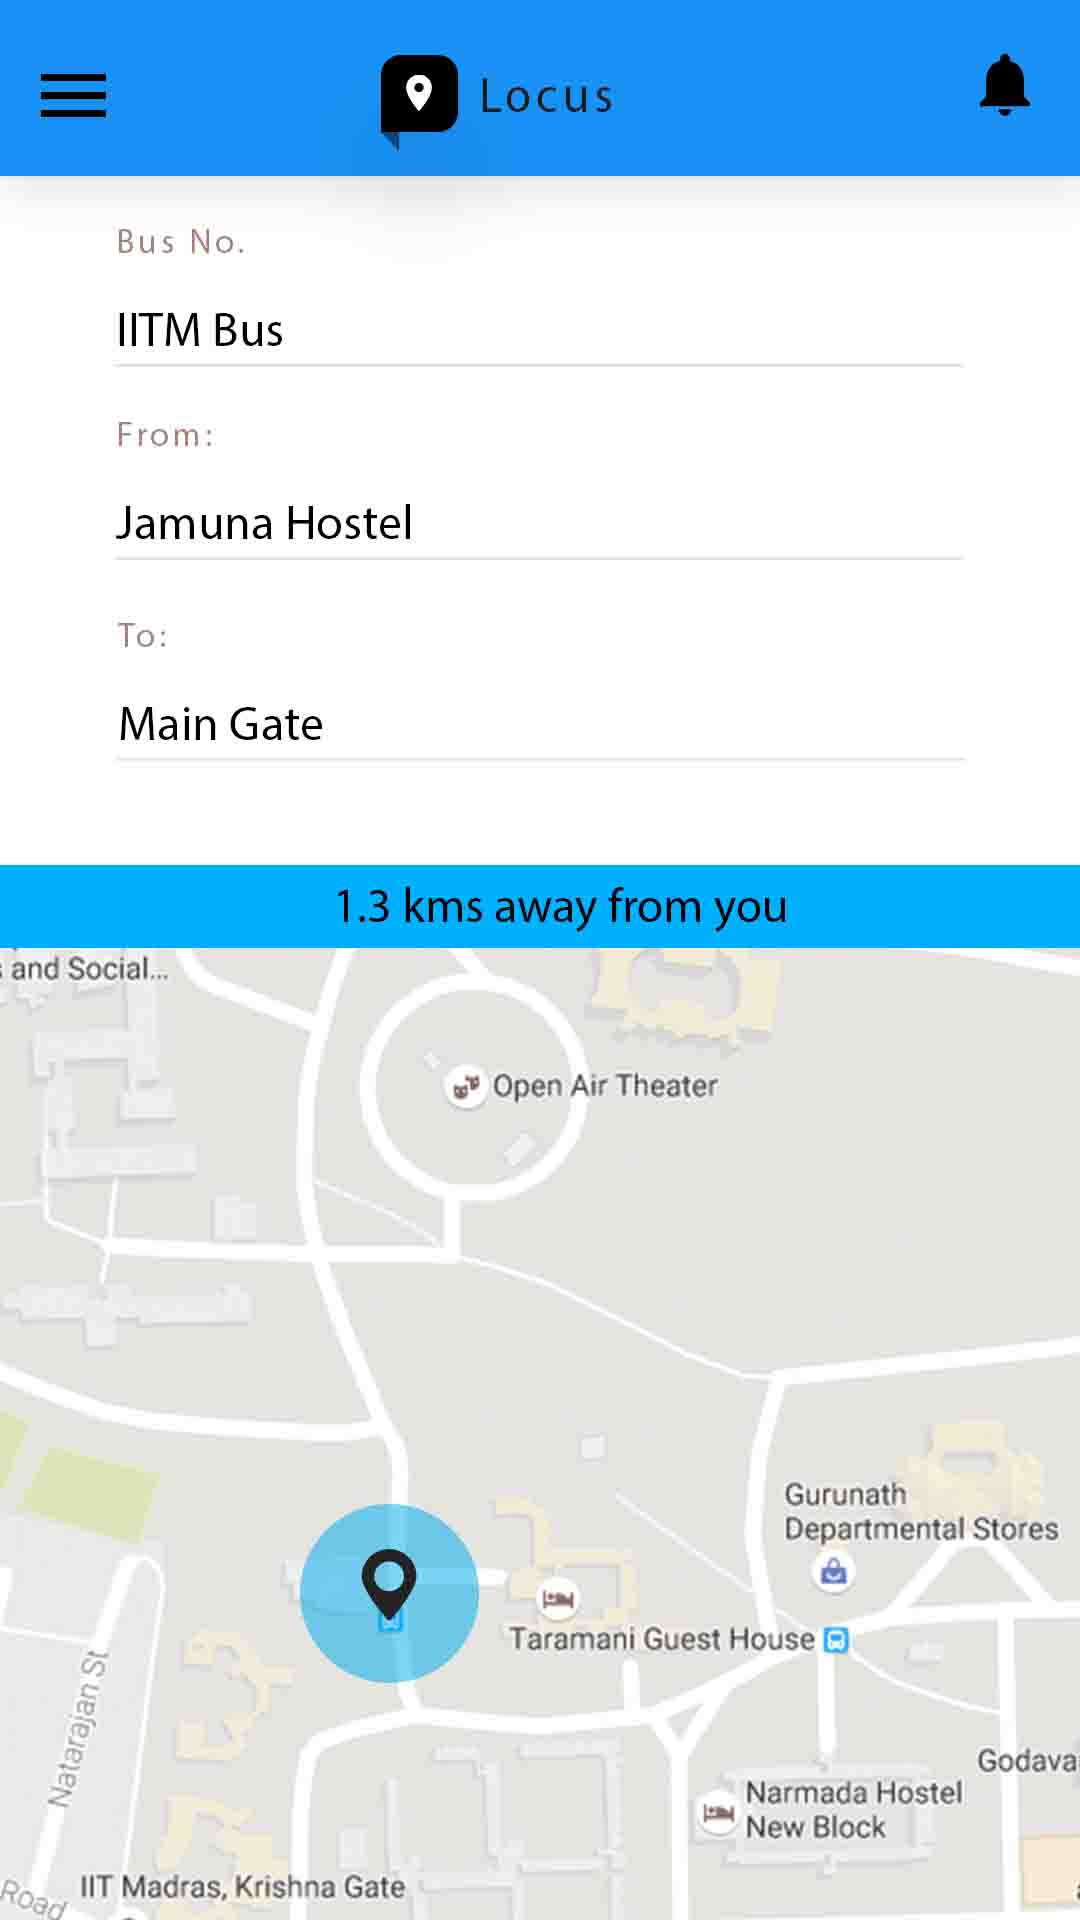 Locus
Bus No.
IITM Bus
From:
Jamuna Hostel
To:
Main Gate
1.3 kms away from you
and Social...
Open Air Theater
Gurunath
Departmental Stores
Taramani Guest House
Natarajan St
Godava
Narmada Hostel
New Block
IIT Madras, Krishna Gate
Road